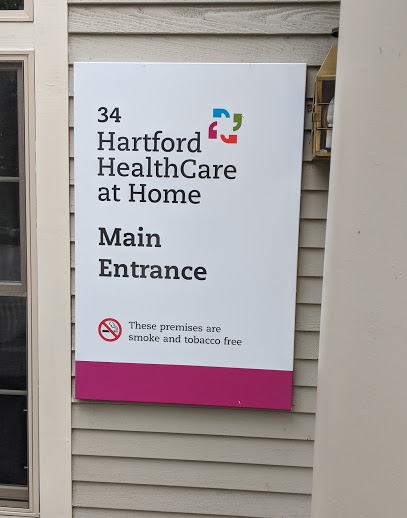 34
Hartford
HealthCare
at Home
Main
Entrance
These premises are
smoke and tobacco free